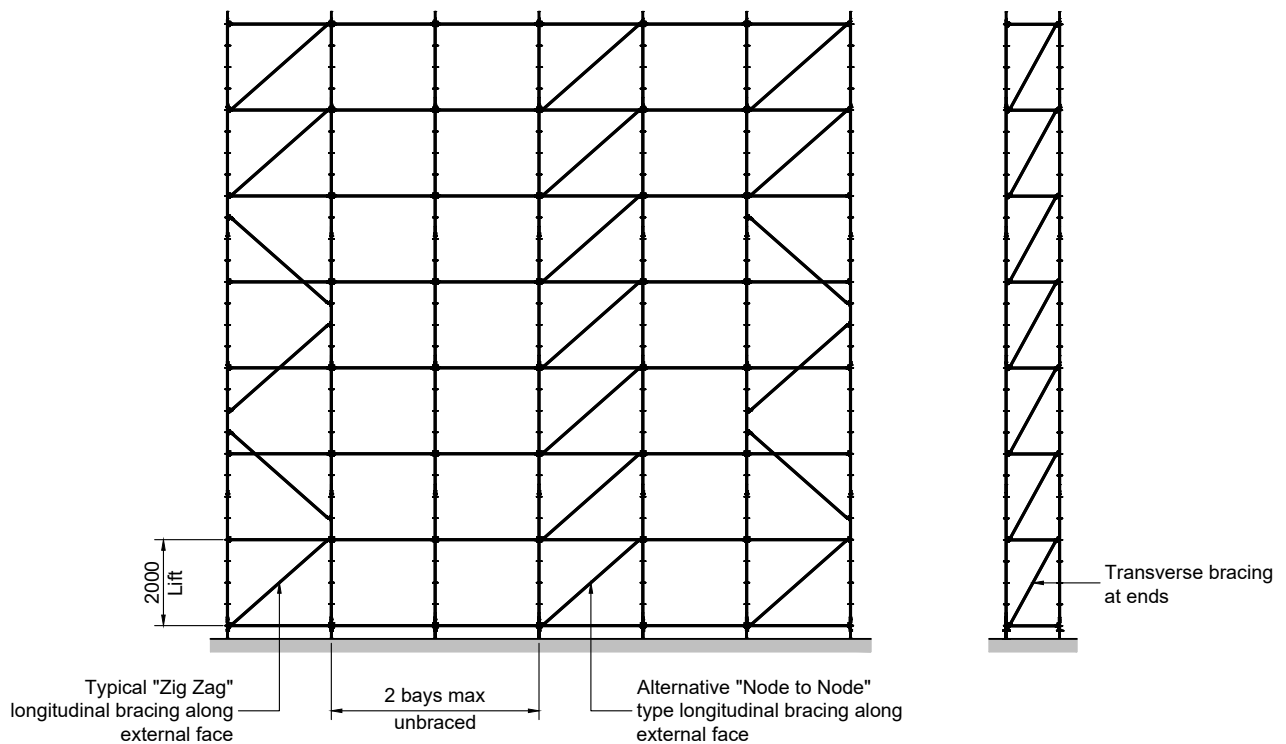 2000
Lift
Transverse bracing
at ends
Typical "Zig Zag"
longitudinal bracing along
external face
2 bays max
unbraced
Alternative "Node to Node"
type longitudinal bracing along
external face